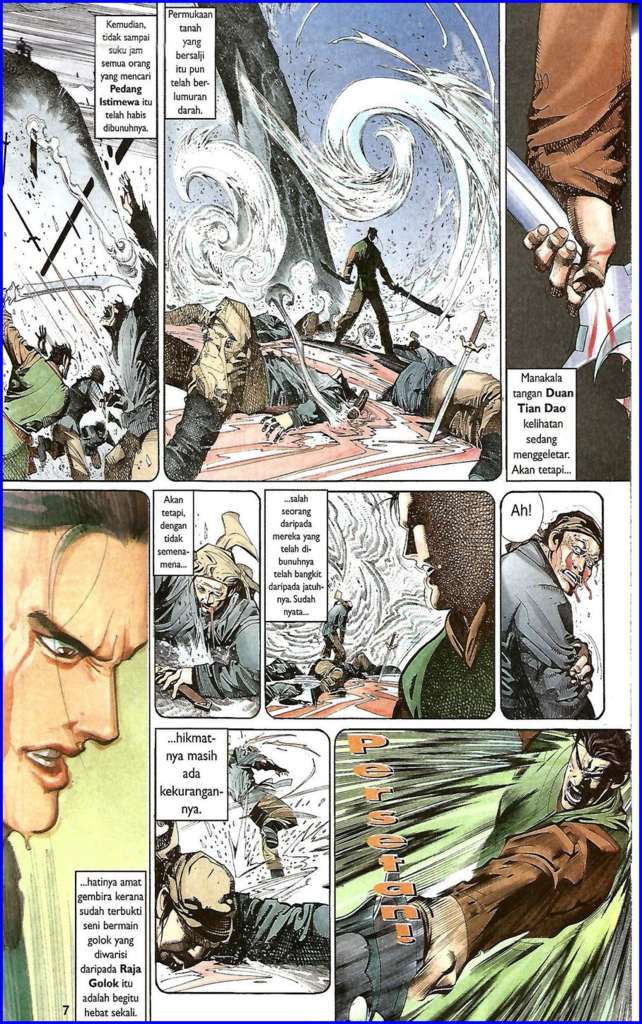 Kemudian,
tidak sampai
suku jam
semua orang
yang mencari
Pedang
Istimewa itu
telah habis
dibunuhnya.
Permukaan
tanah
yang
bersalji
itu pun
telah ber-
lumuran
darah.
Manakala
tangan Duan
Tian Dao
kelihatan
sedang
menggeletar.
Akan tetapi...
...hatinya amat
gembira kerana
sudah terbukti
seni bermain
golok yang
diwarisi
daripada Raja
Golok itu
adalah begitu
hebat sekali.
Akan
tetapi,
dengan
tidak
semena-
mena...
...salah
seorang
daripada
mereka yang
telah di-
bunuhnya
telah bangkit
daripada jatuh-
nya. Sudah
nyata...
Ah!
...hikmat-
nya masih
ada
kekurangan-
nya.
Persetan!
7